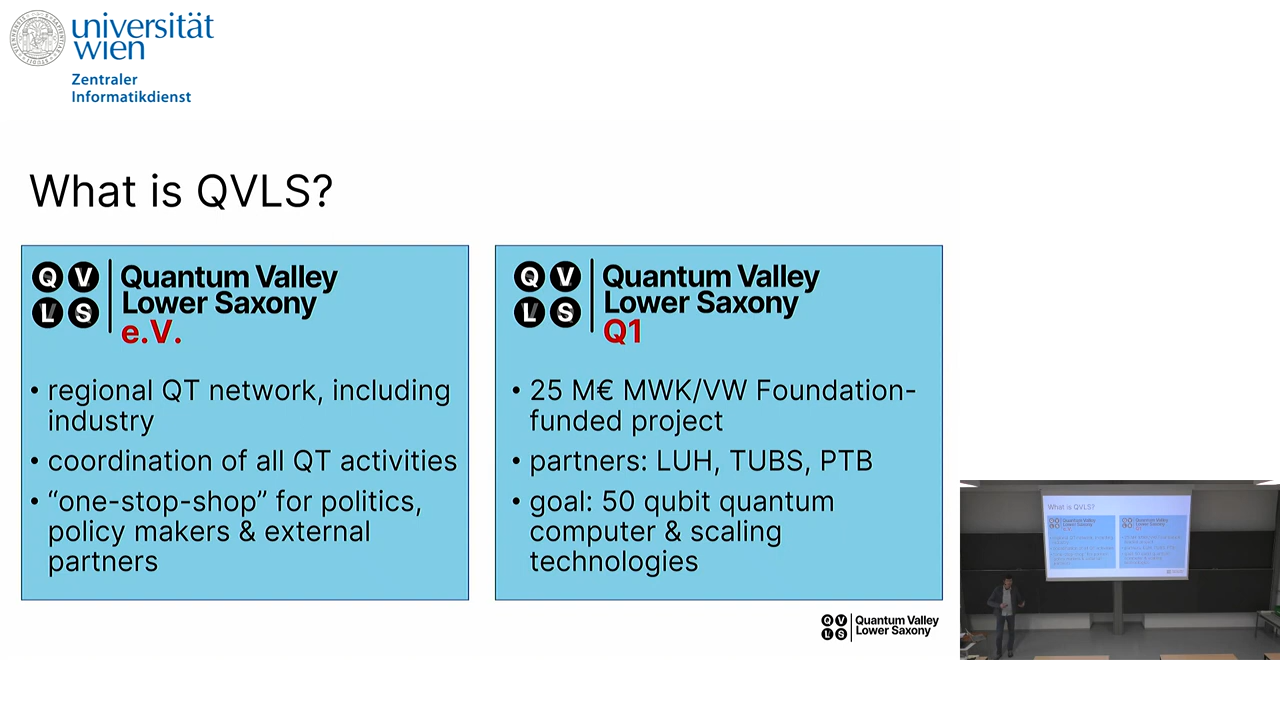 universität
wien
Zentraler
Informatikdienst
What is QVLS?
Q V
L S
Quantum Valley
Lower Saxony
e.V.
• regional QT network, including
industry
• coordination of all QT activities
• “one-stop-shop” for politics,
policy makers & external
partners
Q V
L S
Quantum Valley
Lower Saxony
Q1
• 25 M€ MWK/VW Foundation-
funded project
• partners: LUH, TUBS, PTB
• goal: 50 qubit quantum
computer & scaling
technologies
Q V
L S
Quantum Valley
Lower Saxony
What is QVLS?